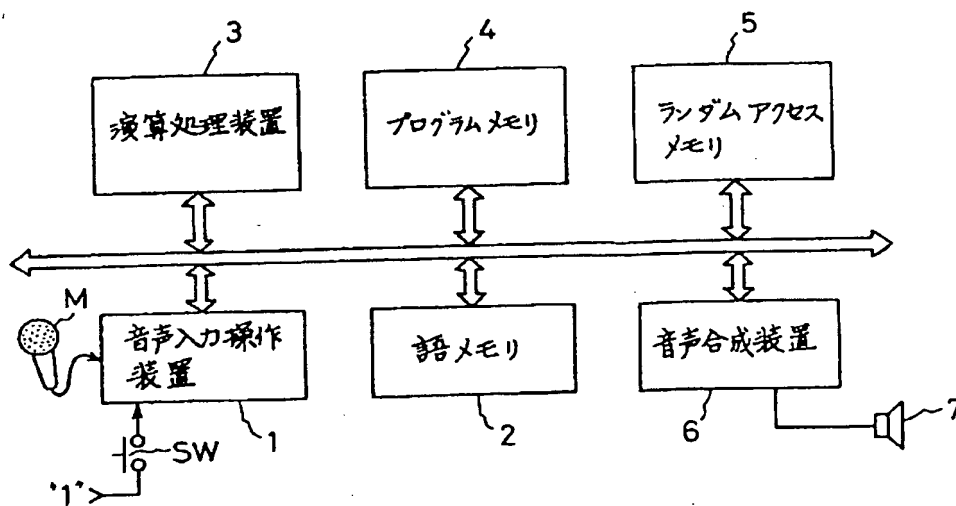 3
4
5
演算処理装置
プログラムメモリ
ランダムアクセス
メモリ
M
音声入力操作
装置
語メモリ
音声合成装置
1
2
6
7
SW
"1"